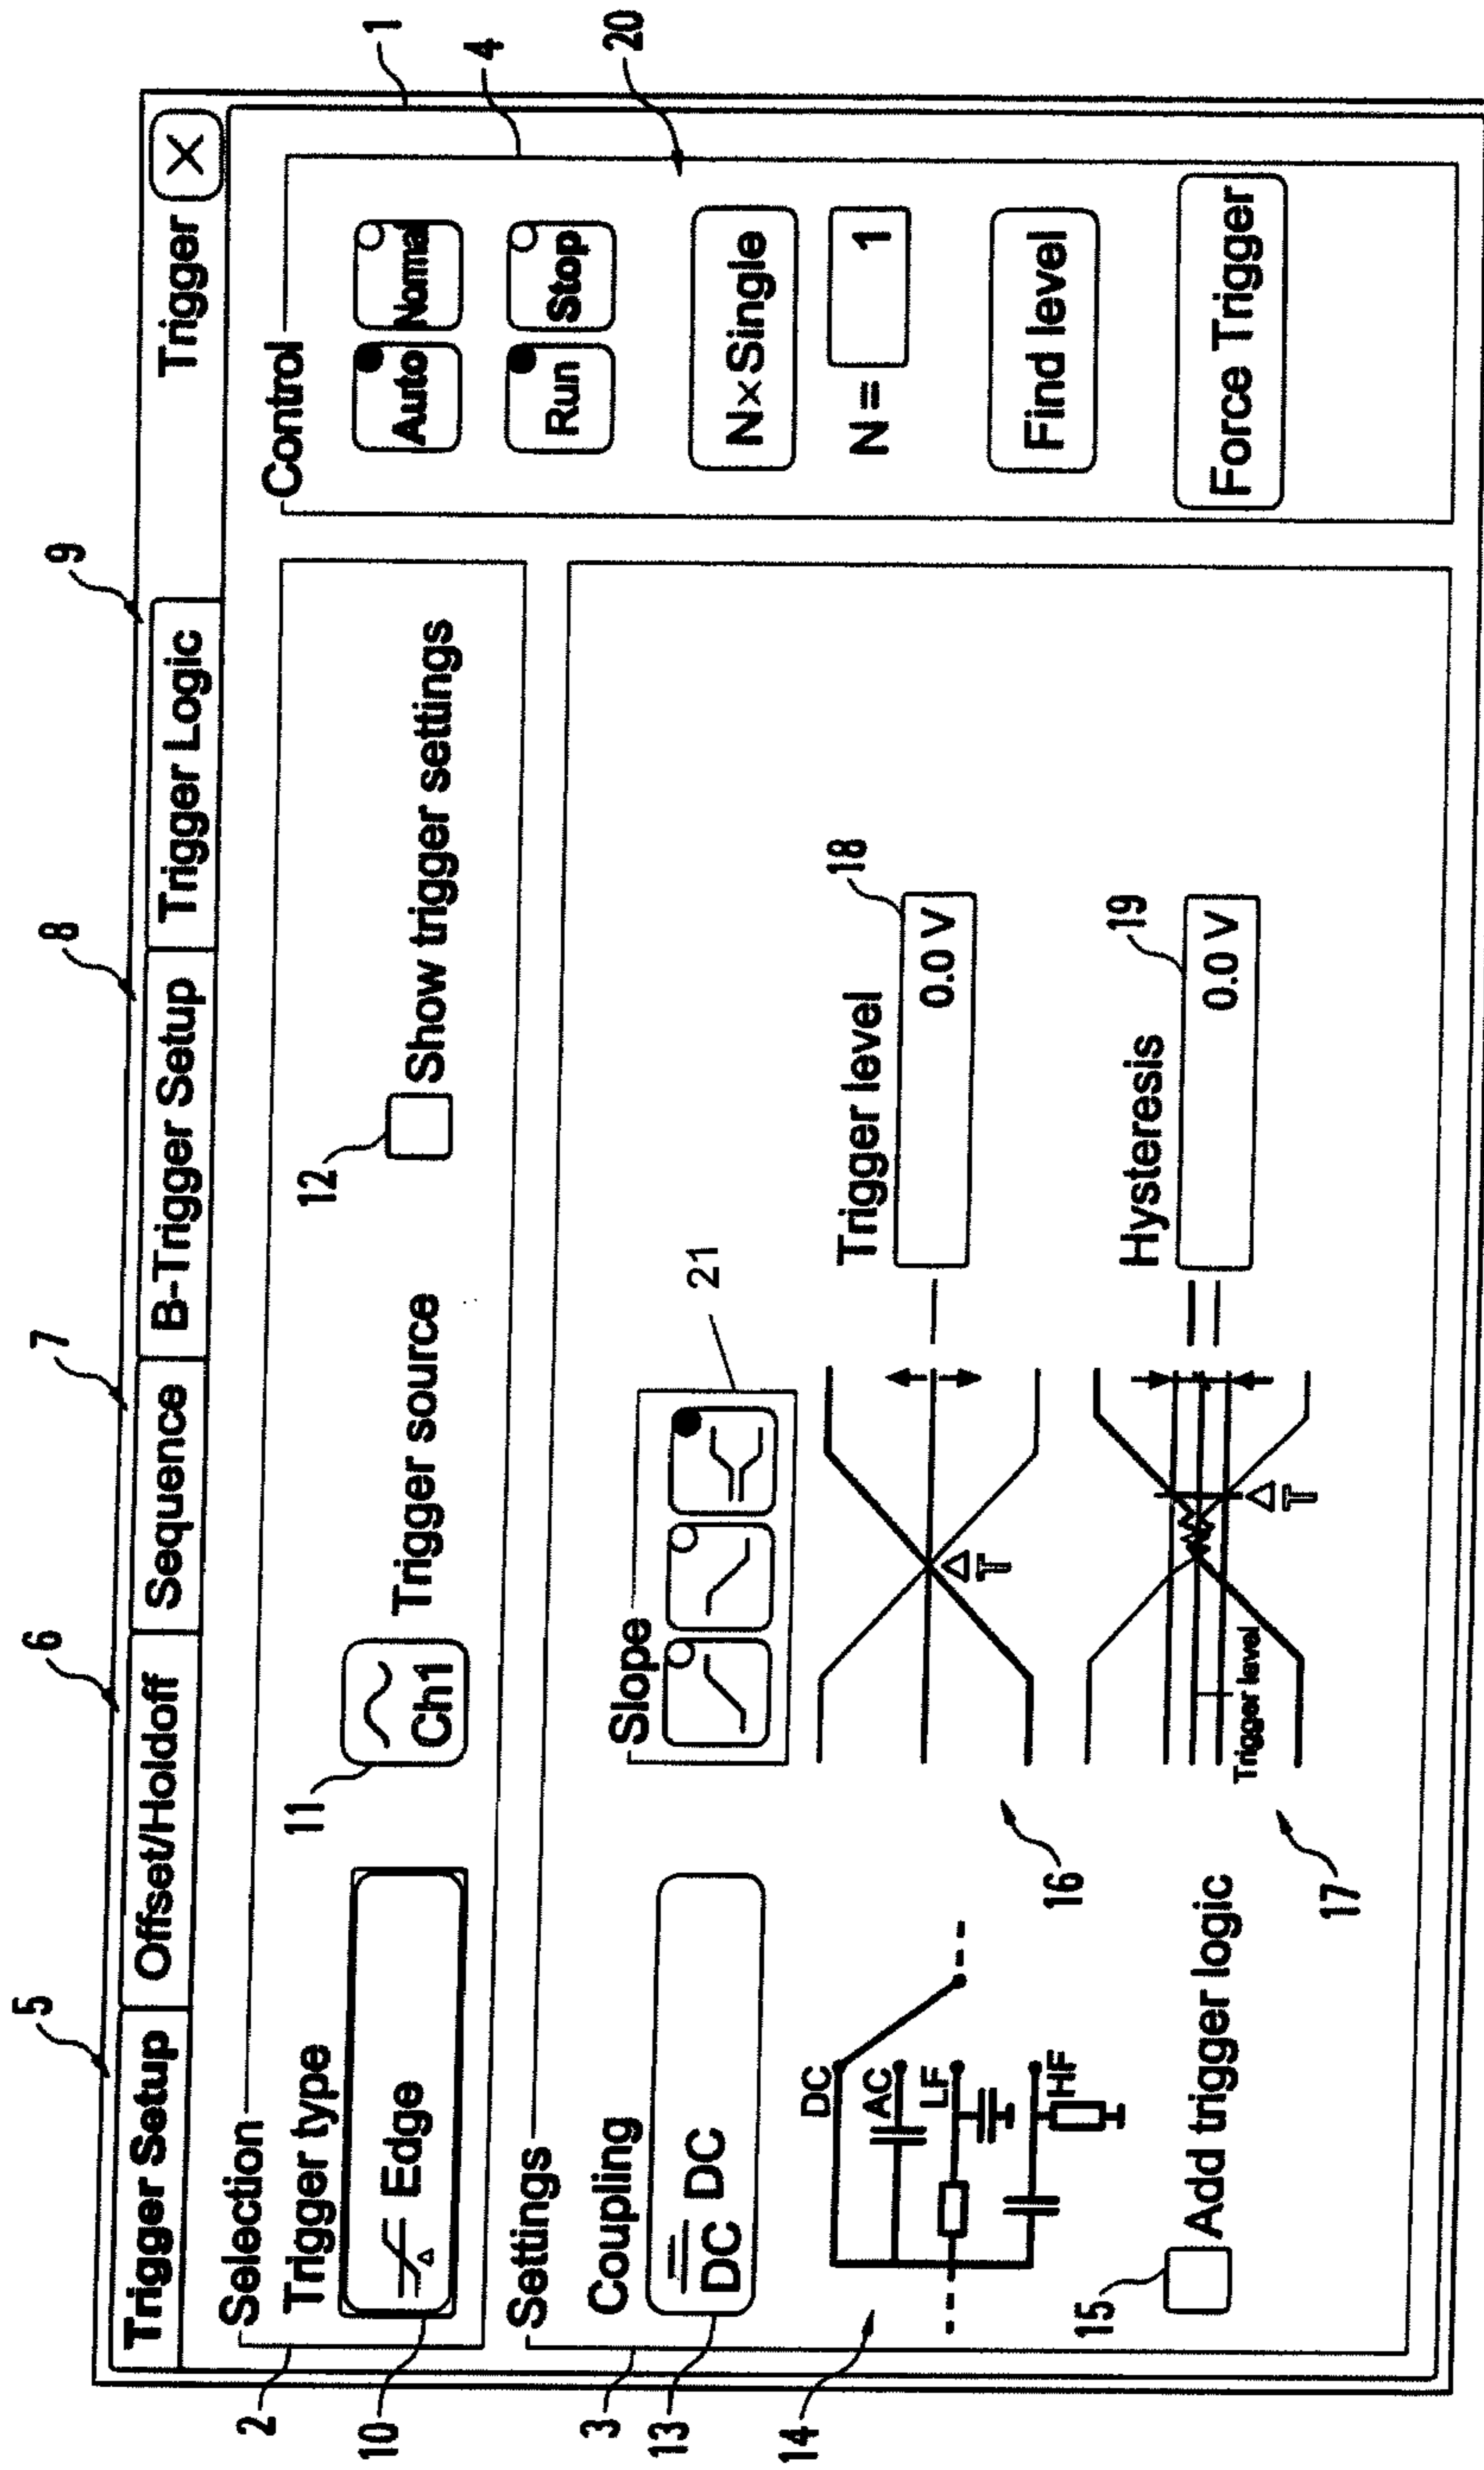 5
6
7
8
9
Trigger Setup
Offset/Holdoff
Sequence
B-Trigger Setup
Trigger Logic
Trigger
X
1
2
Selection
Trigger type
Edge
10
11
Ch1
Trigger source
12
Show trigger settings
Control
4
Auto
Normal
Run
Stop
20
N×Single
N =
1
Find level
Force Trigger
3
Settings
Coupling
DC DC
13
14
DC
AC
LF
HF
15
Add trigger logic
Slope
21
16
T
Trigger level
0.0 V
18
17
Trigger level
T
Hysteresis
0.0 V
19